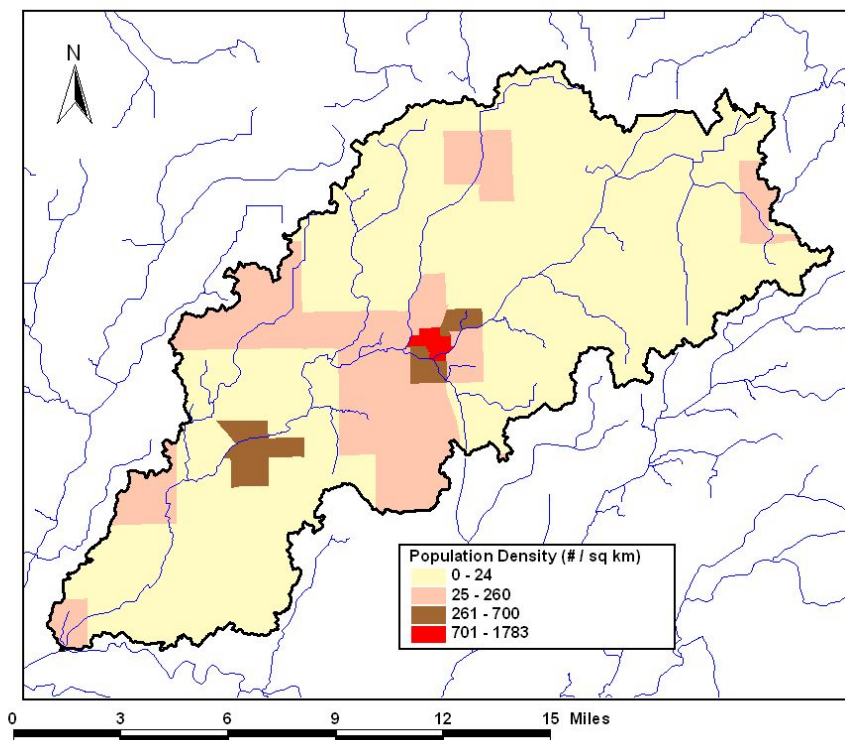 N
Population Density (# / sq km)
0 - 24
25 - 260
261 - 700
701 - 1783
0 3 6 9 12 15 Miles